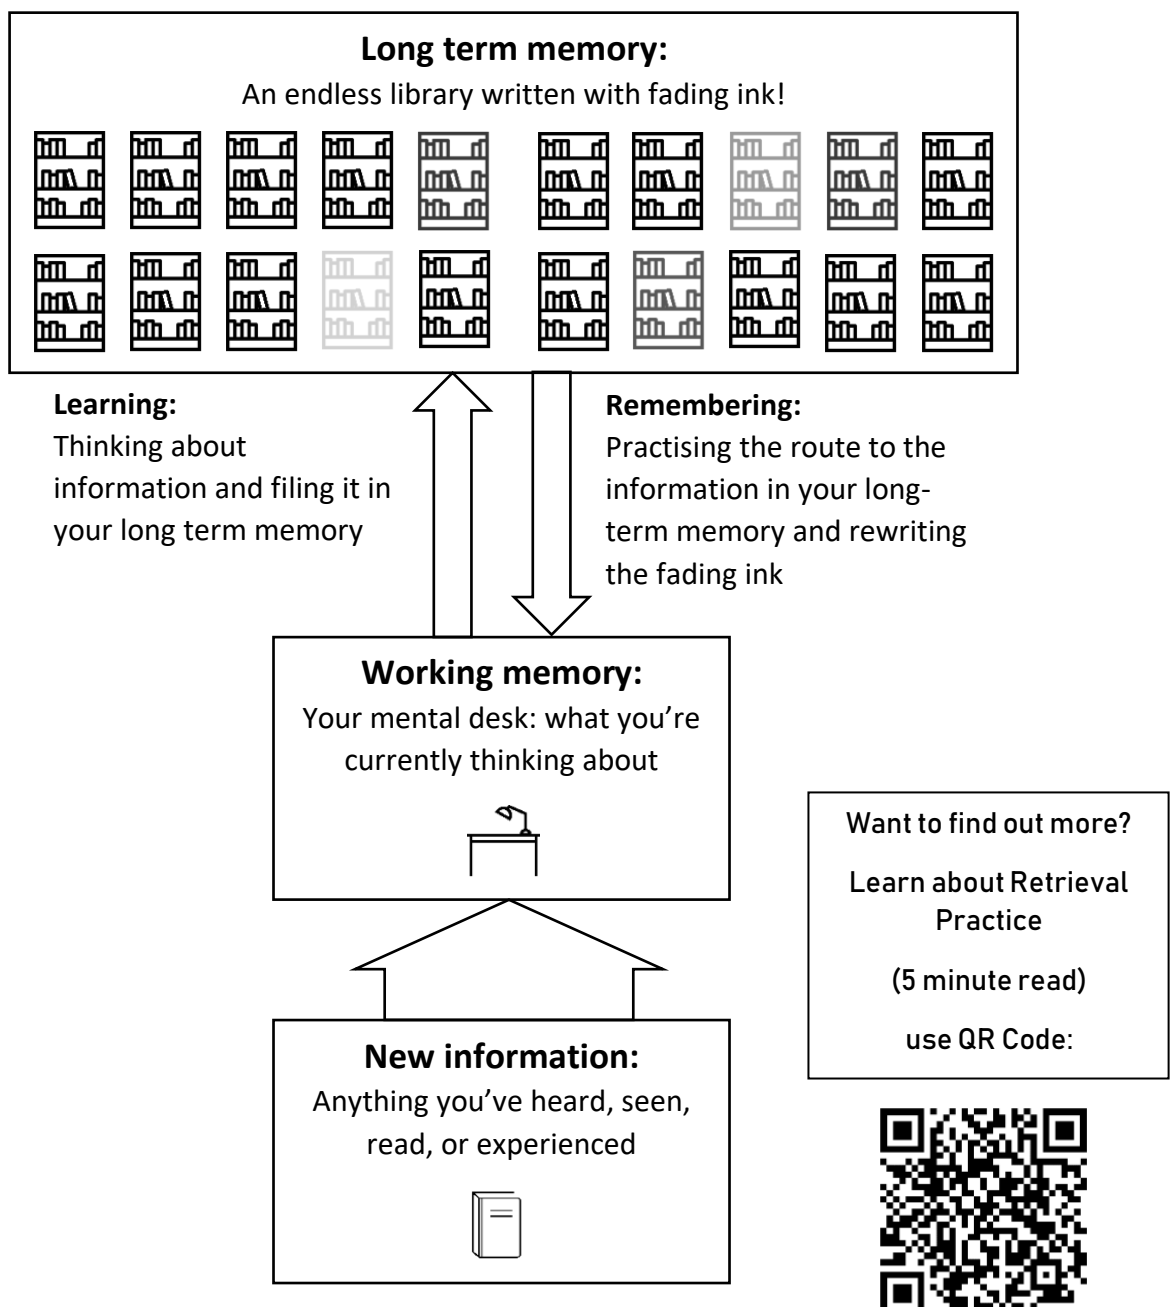 Long term memory:
An endless library written with fading ink!
Learning:
Thinking about
information and filing it in
your long term memory
Remembering:
Practising the route to the
information in your long-
term memory and rewriting
the fading ink
Working memory:
Your mental desk: what you’re
currently thinking about
New information:
Anything you’ve heard, seen,
read, or experienced
Want to find out more?
Learn about Retrieval
Practice
(5 minute read)
use QR Code: